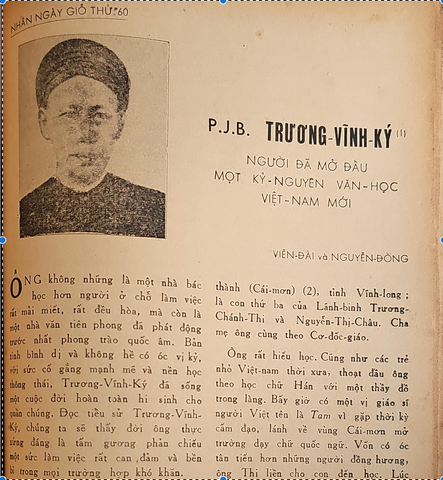 NHÂN NGÀY GIỖ THỨ 60
P.J.B. TRƯƠNG-VĨNH-KÝ (1)
NGƯỜI ĐÃ MỞ ĐẦU
MỘT KỶ-NGUYÊN VĂN-HỌC
VIỆT-NAM MỚI
VIÊN-ĐÀI và NGUYỄN-ĐỒNG
ÔNG không những là một nhà bác
học hơn người ở chỗ làm việc
rất mải miết, rất đều hòa, mà còn là
một nhà văn tiên phong đã phát động
trước nhất phong trào quốc âm. Bản
tính bình dị và không hề có óc vị kỷ,
với sức cố gắng mạnh mẽ và nền học
thông thái, Trương-Vĩnh-Ký đã sống
một cuộc đời hoàn toàn hi sinh cho
quần chúng. Đọc tiểu sử Trương-Vĩnh-
Ký, chúng ta sẽ thấy đời ông thực
xứng đáng là tấm gương phản chiếu
một sức làm việc rất can đảm và bền
bỉ trong mọi trường hợp khó khăn.
thành (Cái-mơn) (2), tỉnh Vĩnh-long ;
là con thứ ba của Lãnh-binh Trương-
Chánh-Thi và Nguyễn-Thị-Châu. Cha
mẹ ông cùng theo Cơ-đốc-giáo.
Ông rất hiếu học. Cũng như các trẻ
nhỏ Việt-nam thời xưa, thoạt đầu ông
theo học chữ Hán với một thầy đồ
trong làng. Bấy giờ có một vị giáo sĩ
người Việt tên là Tam vì gặp thời kỳ
cấm đạo, lánh về vùng Cái-mơn mở
trường dạy chữ quốc ngữ. Vốn có óc
tân tiến hơn những người đồng hương,
ông Thi liền cho con đến học. Lúc